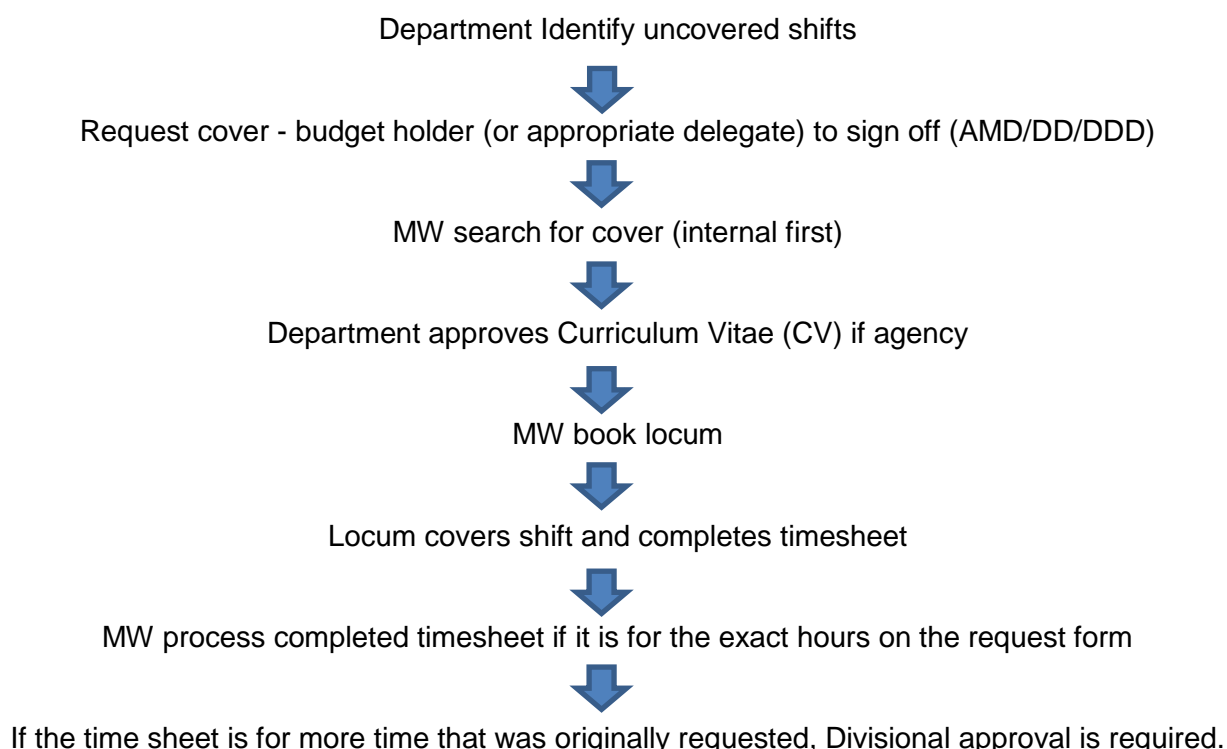 Department Identify uncovered shifts
Request cover - budget holder (or appropriate delegate) to sign off (AMD/DD/DDD)
MW search for cover (internal first)
Department approves Curriculum Vitae (CV) if agency
MW book locum
Locum covers shift and completes timesheet
MW process completed timesheet if it is for the exact hours on the request form
If the time sheet is for more time that was originally requested, Divisional approval is required.